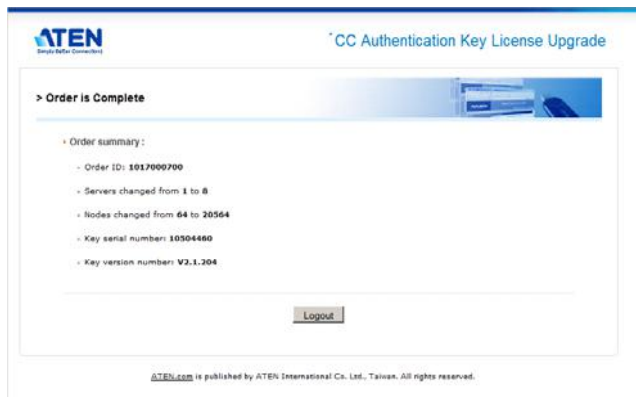 ATEN
Simply Better Connections
CC Authentication Key License Upgrade
> Order is Complete
Order summary :
- Order ID: 1017000700
- Servers changed from 1 to 8
- Nodes changed from 64 to 20564
- Key serial number: 10504460
- Key version number: V2.1.204
Logout
ATEN.com is published by ATEN International Co. Ltd., Taiwan. All rights reserved.